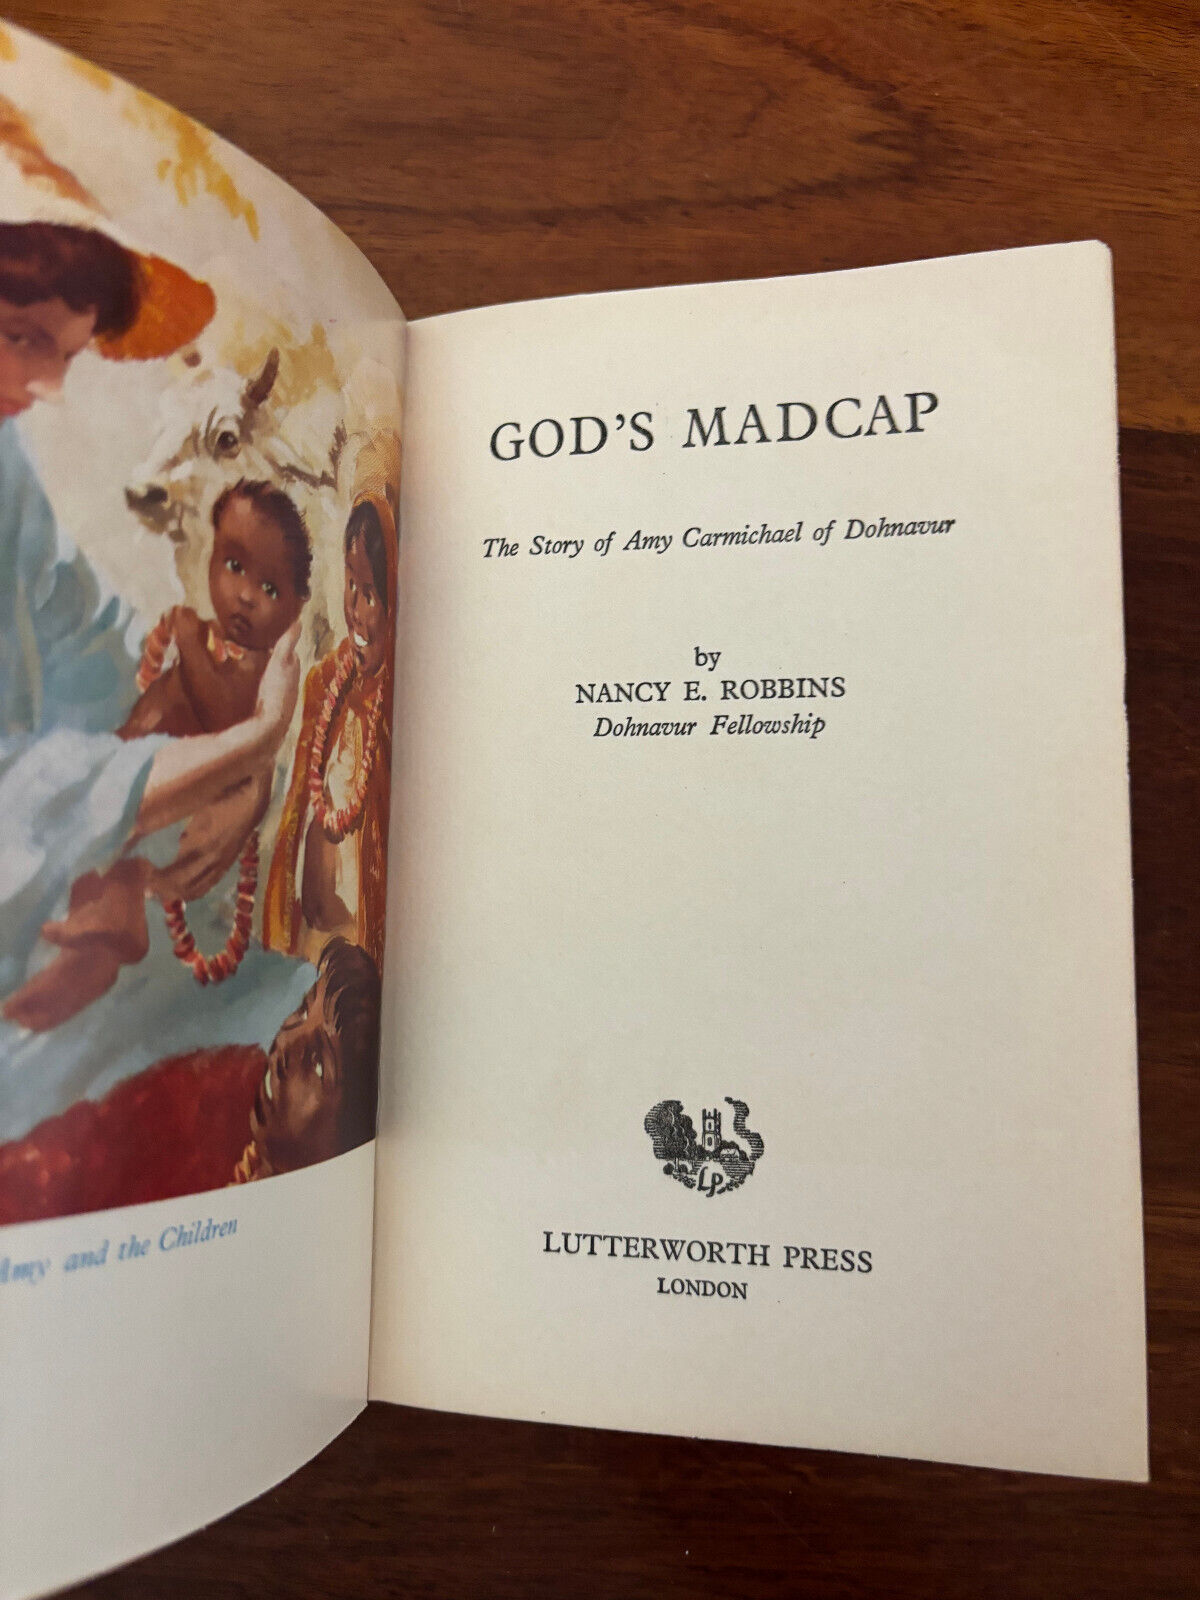 Amy and the Children
GOD'S MADCAP
The Story of Amy Carmichael of Dohnavur
by
NANCY E. ROBBINS
Dohnavur Fellowship
LP
LUTTERWORTH PRESS
LONDON